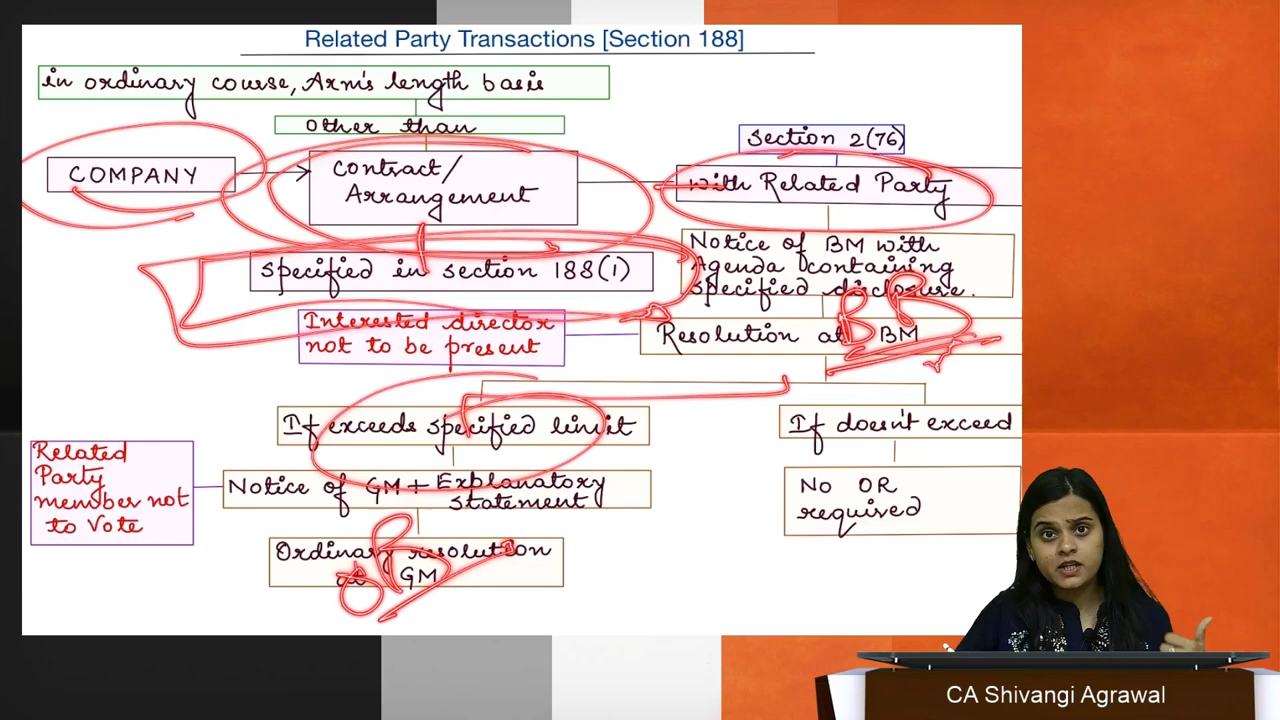 Related Party Transactions [Section 188]
in ordinary course, Arm's length basis
Other than
Section 2(76)
COMPANY
Contract/
Arrangement
with Related Party
Notice of BM with
Agenda containing
specified disclosure.
specified in section 188(1)
Interested director
not to be present
Resolution at BM
BR
If exceeds specified limit
If doesn't exceed
Related
Party
member not
to vote
Notice of GM + Explanatory
Statement
No OR
required
Ordinary resolution
at GM
OR
CA Shivangi Agrawal